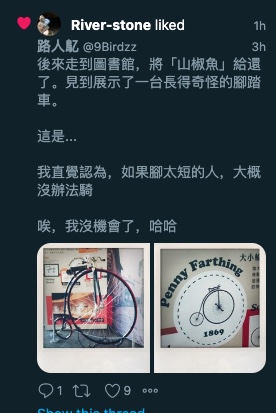 River-stone liked
1h
路人馸 @9Birdzz
3h
後來走到圖書館，將「山椒魚」給還
了。見到展示了一台長得奇怪的腳踏
車。
這是...
我直覺認為，如果腳太短的人，大概
沒辦法騎
唉，我沒機會了，哈哈
Penny Farthing
1869
大小輪
1
9
Show this thread